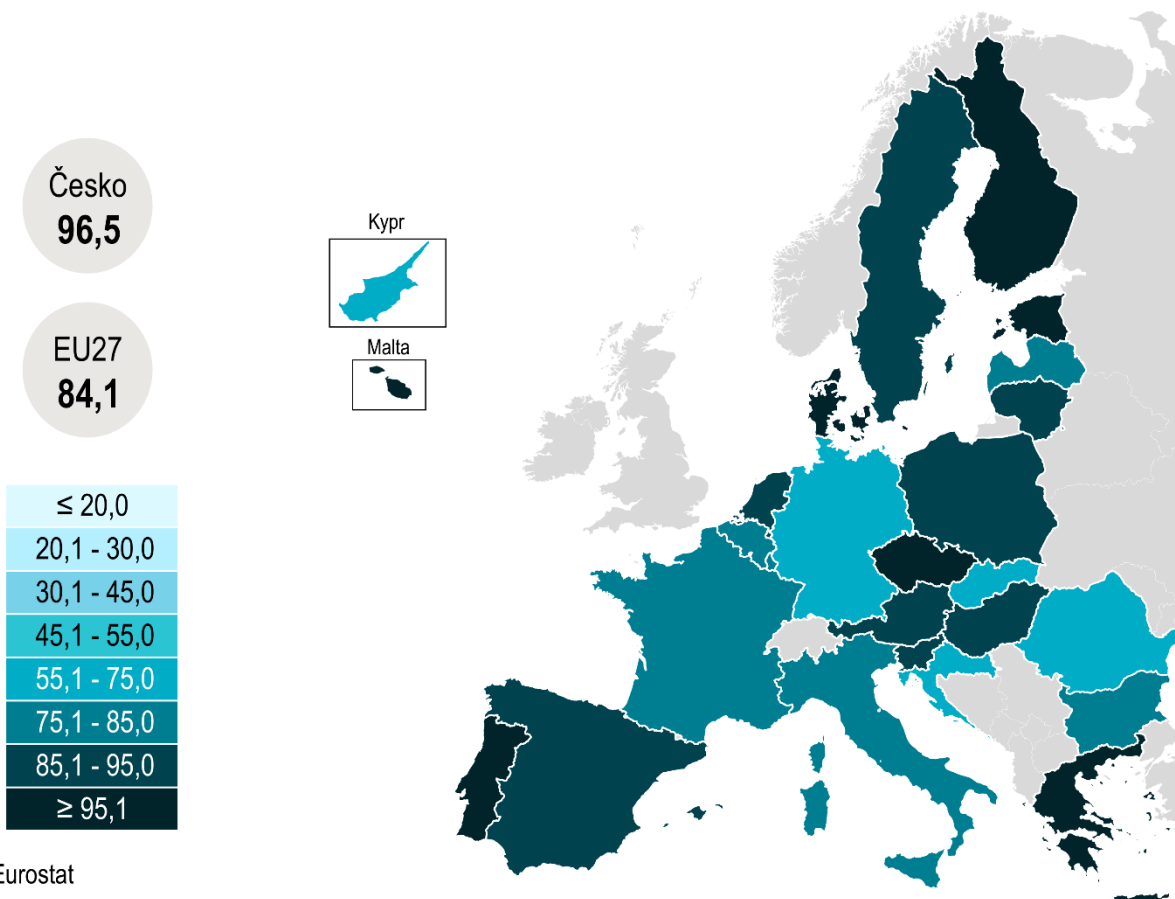 Česko
96,5
EU27
84,1
Kypr
Malta
≤ 20,0
20,1 - 30,0
30,1 - 45,0
45,1 - 55,0
55,1 - 75,0
75,1 - 85,0
85,1 - 95,0
≥ 95,1
Eurostat